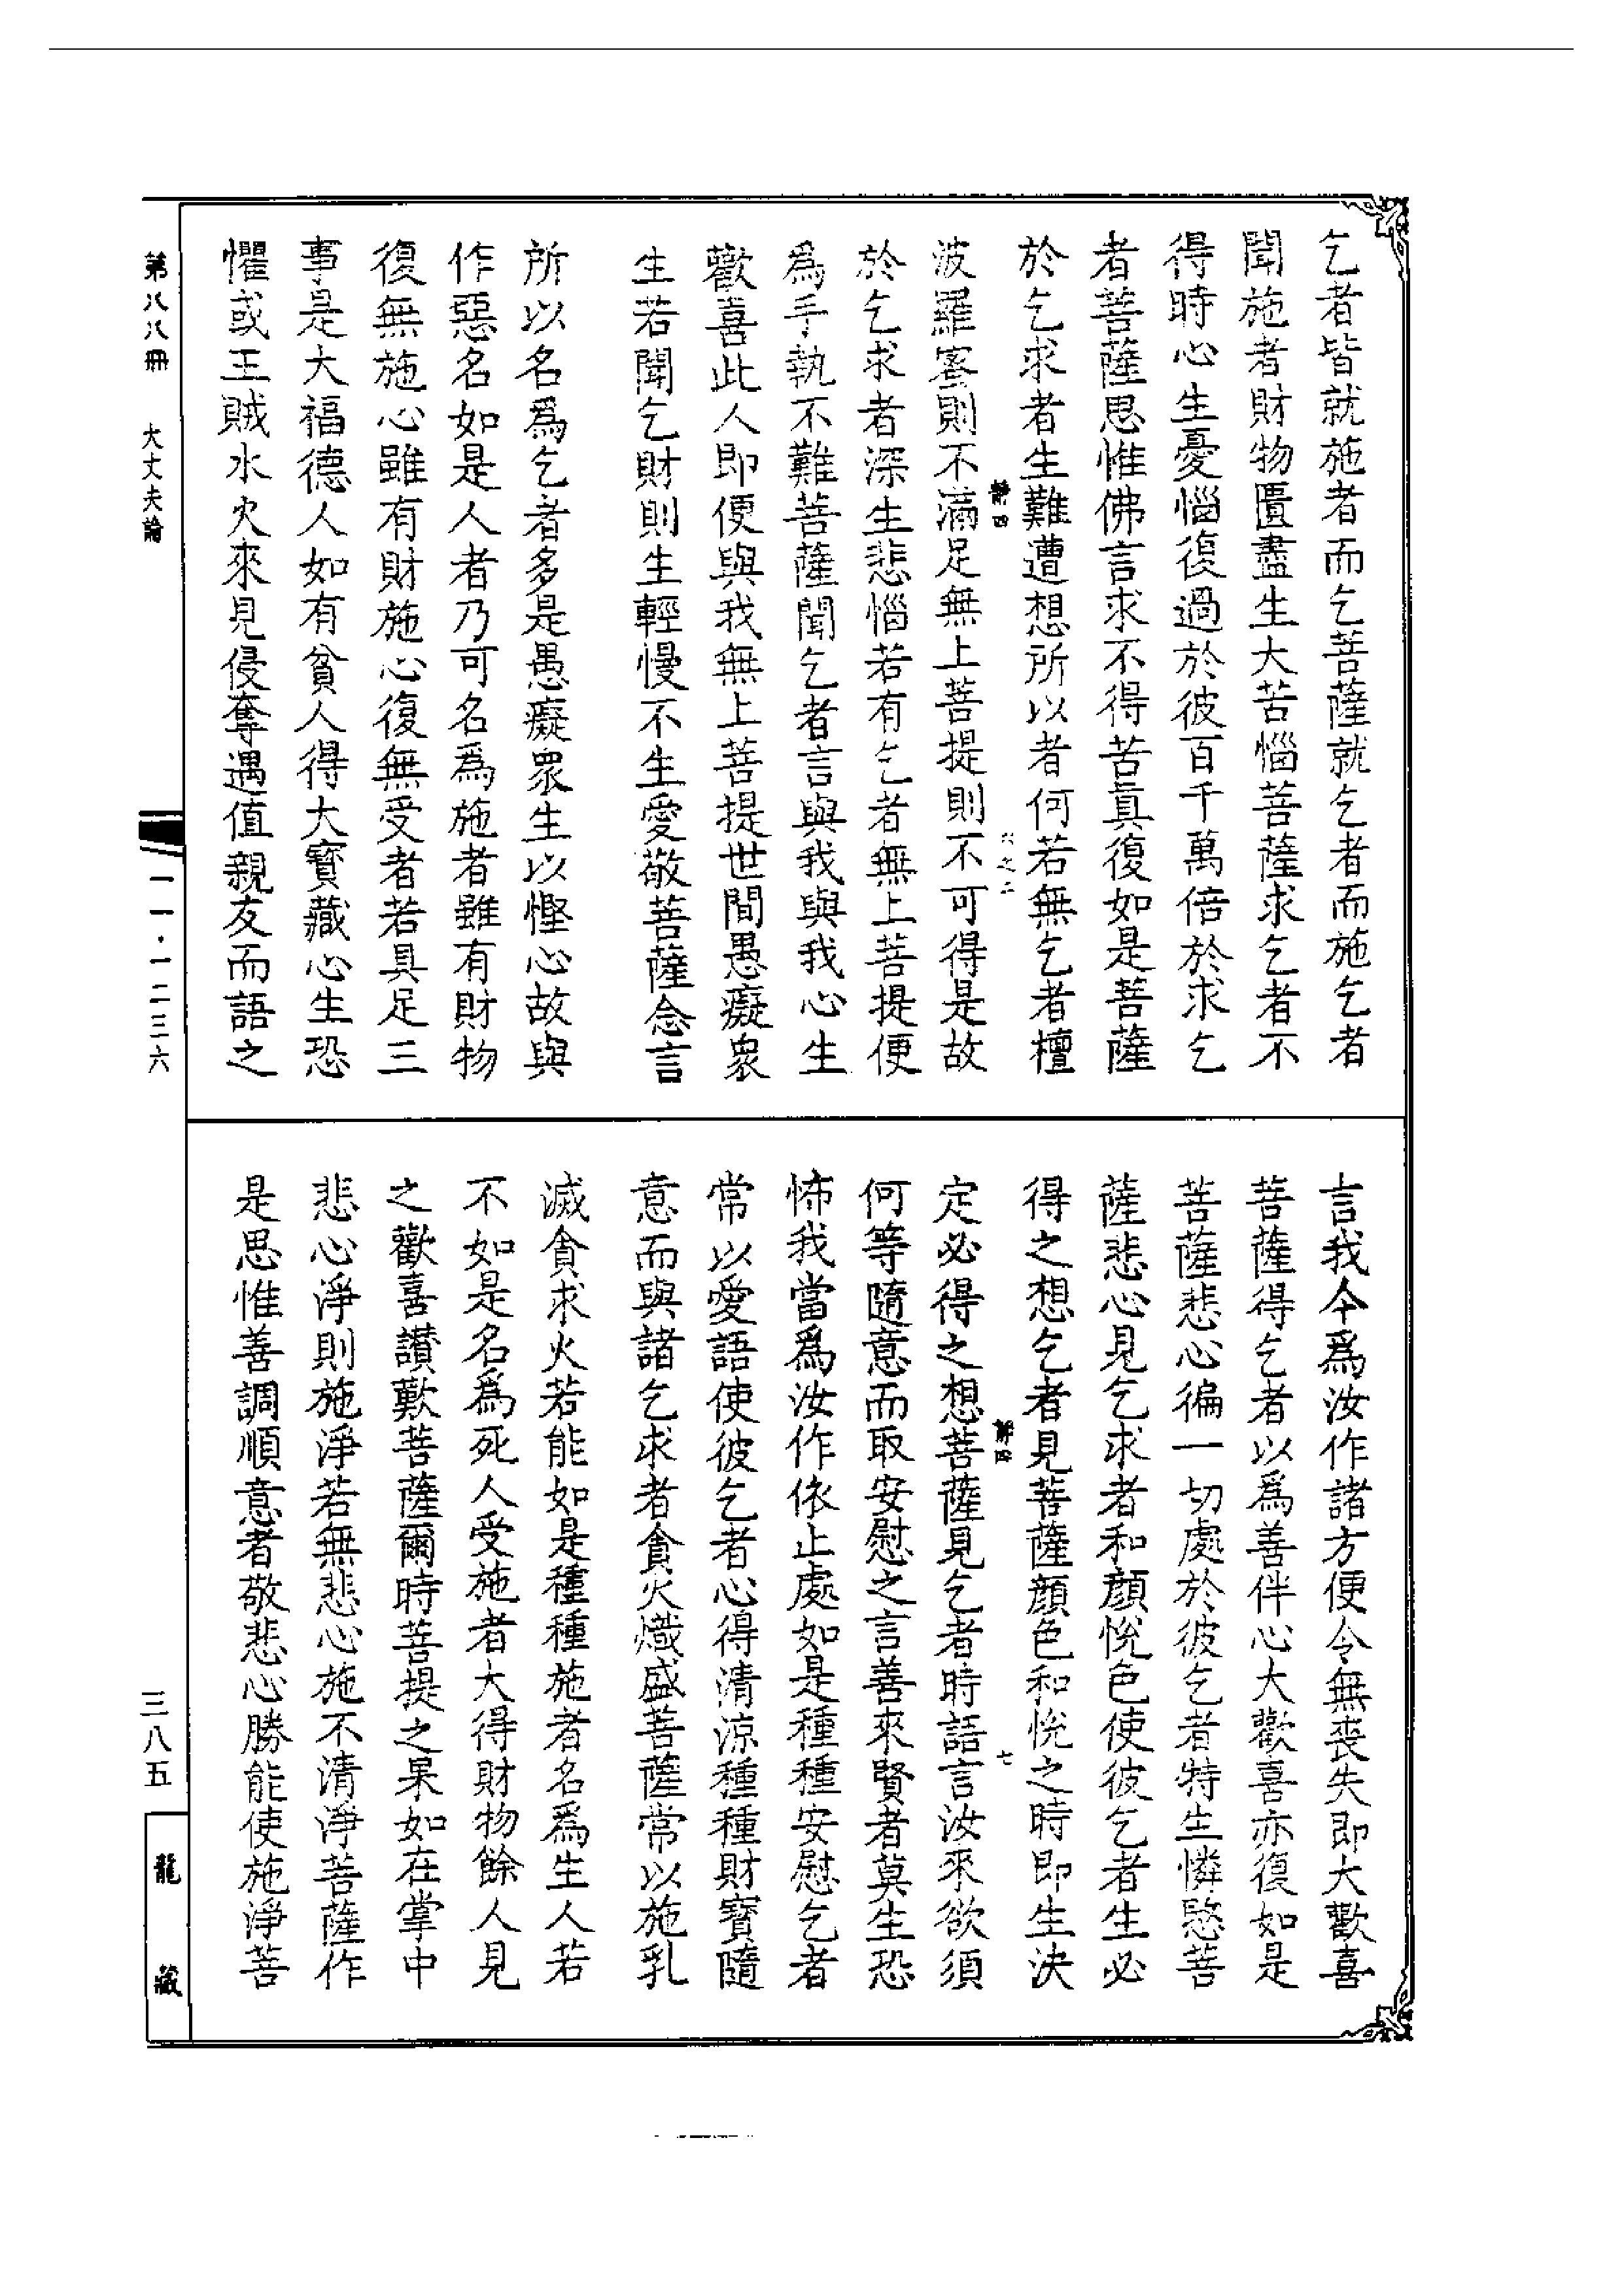 乞者皆就施者而乞菩薩就乞者而施乞者
聞施者財物匱盡生大苦惱菩薩求乞者不
得時心生憂惱復過於彼百千萬倍於求乞
者菩薩思惟佛言求不得苦眞復如是菩薩
於乞求者生難遭想所以者何若無乞者檀
静四
六之二
波羅蜜則不滿足無上菩提則不可得是故
於乞求者深生悲惱若有乞者無上菩提便
爲手執不難菩薩聞乞者言與我與我心生
歡喜此人即便與我無上菩提世間愚癡衆
生若聞乞財則生輕慢不生愛敬菩薩念言
所以名爲乞者多是愚癡衆生以慳心故與
作惡名如是人者乃可名爲施者雖有財物
復無施心雖有財施心復無受者若具足三
事是大福德人如有貧人得大寶藏心生恐
懼或王賊水火來見侵奪遇值親友而語之
言我今爲汝作諸方便令無喪失即大歡喜
菩薩得乞者以爲善伴心大歡喜亦復如是
菩薩悲心徧一切處於彼乞者特生憐愍菩
薩悲心見乞求者和顔悅色使彼乞者生必
得之想乞者見菩薩顔色和悅之時即生決
静四
七
定必得之想菩薩見乞者時語言汝來欲須
何等隨意而取安慰之言善來賢者莫生恐
怖我當爲汝作依止處如是種種安慰乞者
常以愛語使彼乞者心得清涼種種財寶隨
意而與諸乞求者貪火熾盛菩薩常以施乳
滅貪求火若能如是種種施者名爲生人若
不如是名爲死人受施者大得財物餘人見
之歡喜讃歎菩薩爾時菩提之果如在掌中
悲心淨則施淨若無悲心施不清淨菩薩作
是思惟善調順意者敬悲心勝能使施淨菩
第八八冊　大丈夫論
一一·一二三六
三八五
龍藏